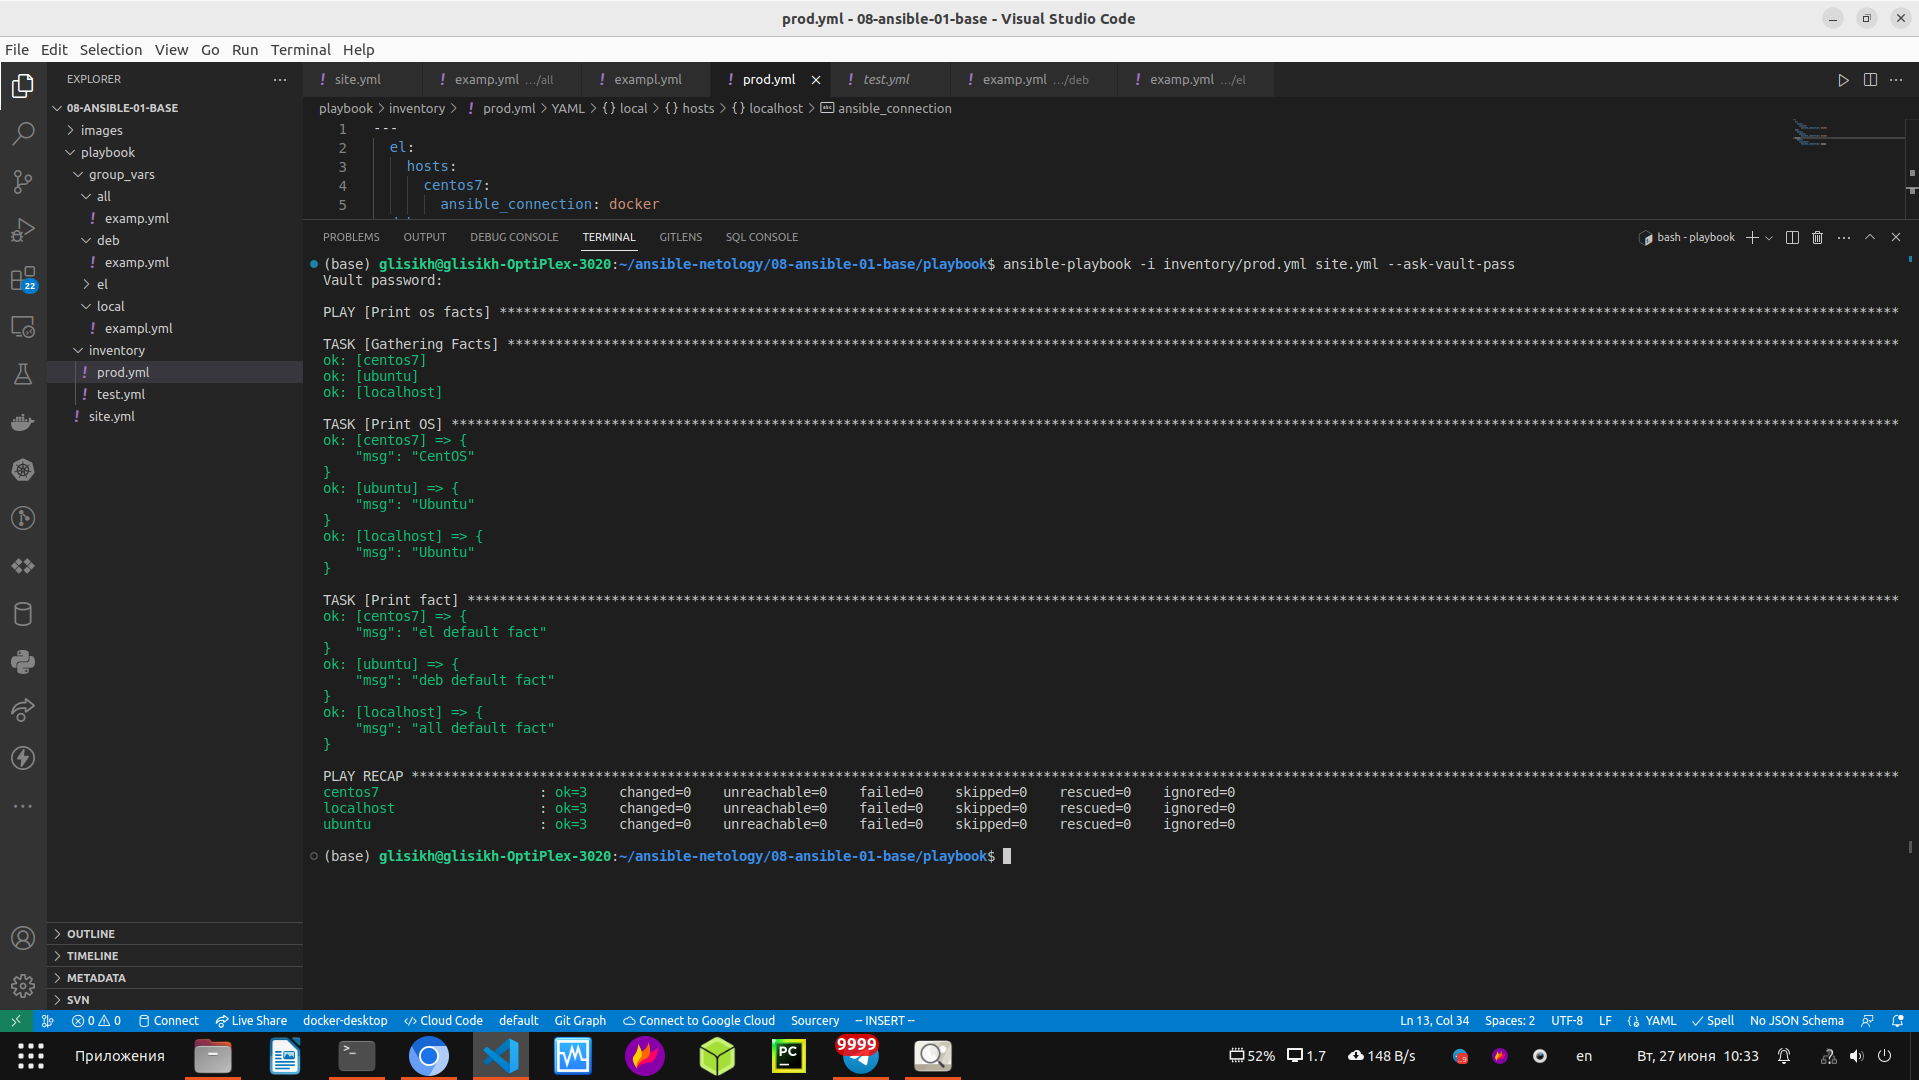 prod.yml - 08-ansible-01-base - Visual Studio Code
File Edit Selection View Go Run Terminal Help
EXPLORER
08-ANSIBLE-01-BASE
images
playbook
group_vars
all
examp.yml
deb
examp.yml
el
local
exampl.yml
inventory
prod.yml
test.yml
site.yml
OUTLINE
TIMELINE
METADATA
SVN
22
site.yml examp.yml .../all exampl.yml prod.yml test.yml examp.yml .../deb examp.yml .../el
playbook > inventory > prod.yml > YAML > {} local > {} hosts > {} localhost > ansible_connection
1 ---
2 el:
3 hosts:
4 centos7:
5 ansible_connection: docker
PROBLEMS OUTPUT DEBUG CONSOLE TERMINAL GITLENS SQL CONSOLE
bash - playbook
(base) glisikh@glisikh-OptiPlex-3020:~/ansible-netology/08-ansible-01-base/playbook$ ansible-playbook -i inventory/prod.yml site.yml --ask-vault-pass
Vault password:
PLAY [Print os facts] ****
TASK [Gathering Facts] ****
ok: [centos7]
ok: [ubuntu]
ok: [localhost]
TASK [Print OS] ****
ok: [centos7] => {
"msg": "CentOS"
}
ok: [ubuntu] => {
"msg": "Ubuntu"
}
ok: [localhost] => {
"msg": "Ubuntu"
}
TASK [Print fact] ****
ok: [centos7] => {
"msg": "el default fact"
}
ok: [ubuntu] => {
"msg": "deb default fact"
}
ok: [localhost] => {
"msg": "all default fact"
}
PLAY RECAP ****
centos7 : ok=3 changed=0 unreachable=0 failed=0 skipped=0 rescued=0 ignored=0
localhost : ok=3 changed=0 unreachable=0 failed=0 skipped=0 rescued=0 ignored=0
ubuntu : ok=3 changed=0 unreachable=0 failed=0 skipped=0 rescued=0 ignored=0
(base) glisikh@glisikh-OptiPlex-3020:~/ansible-netology/08-ansible-01-base/playbook$
0 0 Connect Live Share docker-desktop Cloud Code default Git Graph Connect to Google Cloud Sourcery -- INSERT -- Ln 13, Col 34 Spaces: 2 UTF-8 LF YAML Spell No JSON Schema
Приложения PC 9999 52% 1.7 148 B/s en Вт, 27 июня 10:33